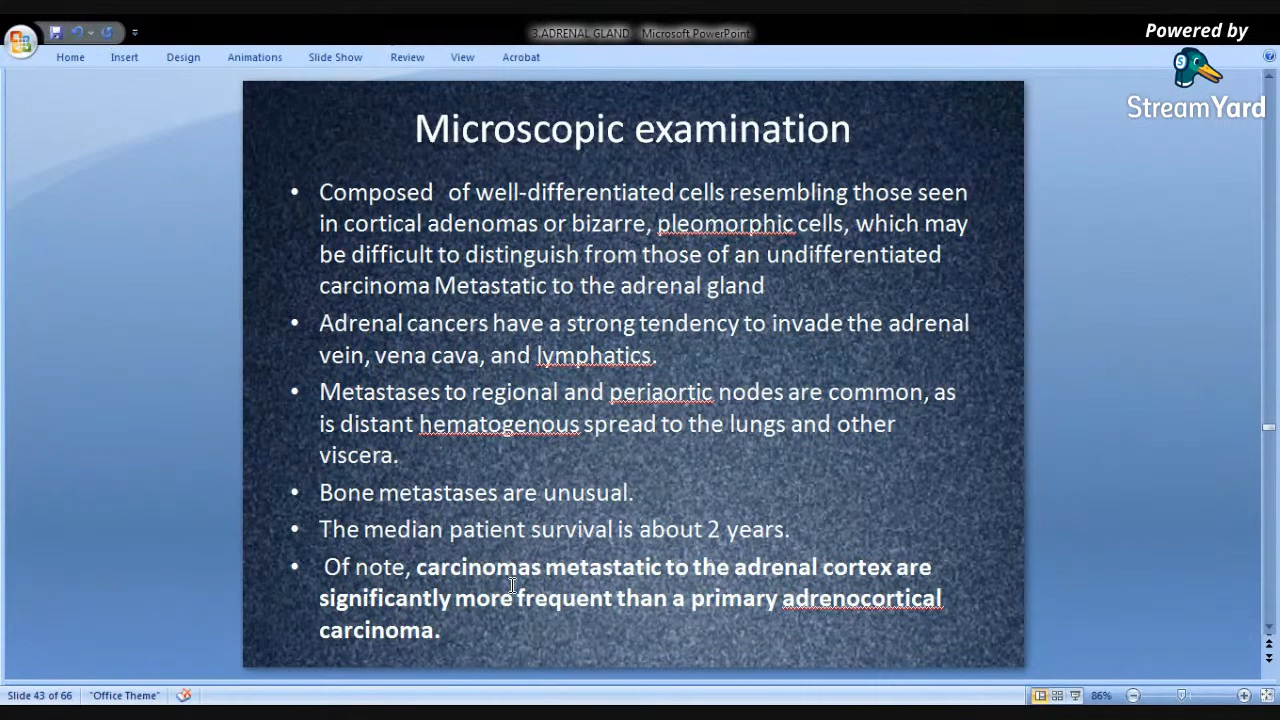 3.ADRENAL GLAND - Microsoft PowerPoint
Powered by
StreamYard
Home Insert Design Animations Slide Show Review View Acrobat
Microscopic examination
• Composed of well-differentiated cells resembling those seen
in cortical adenomas or bizarre, pleomorphic cells, which may
be difficult to distinguish from those of an undifferentiated
carcinoma Metastatic to the adrenal gland
• Adrenal cancers have a strong tendency to invade the adrenal
vein, vena cava, and lymphatics.
• Metastases to regional and periaortic nodes are common, as
is distant hematogenous spread to the lungs and other
viscera.
• Bone metastases are unusual.
• The median patient survival is about 2 years.
• Of note, carcinomas metastatic to the adrenal cortex are
significantly more frequent than a primary adrenocortical
carcinoma.
Slide 43 of 66 "Office Theme" 86%